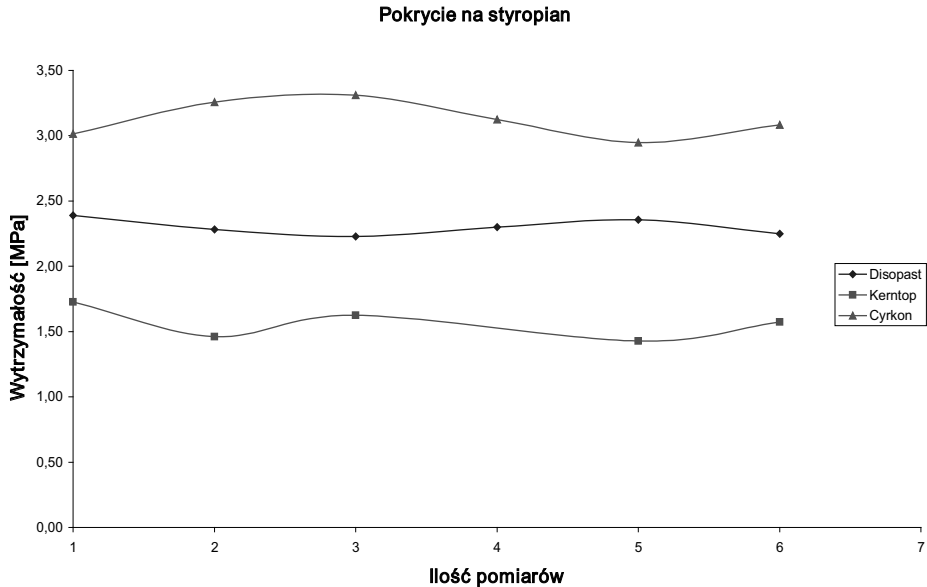 Pokrycie na styropian
3,50
3,00
2,50
2,00
1,50
1,00
0,50
0,00
Wytrzymałość [MPa]
1 2 3 4 5 6 7
Ilość pomiarów
Disopast
Kerntop
Cyrkon